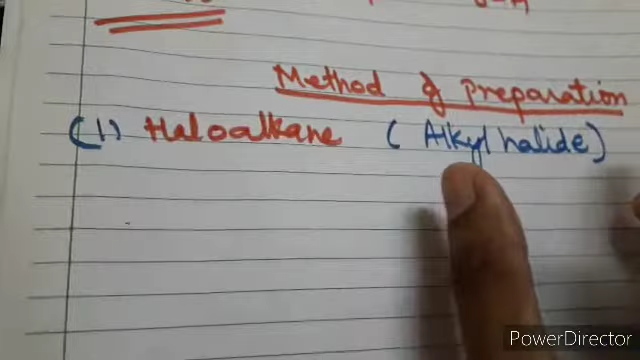 Method of Preparation
(1) Haloalkane (Alkyl halide)
PowerDirector